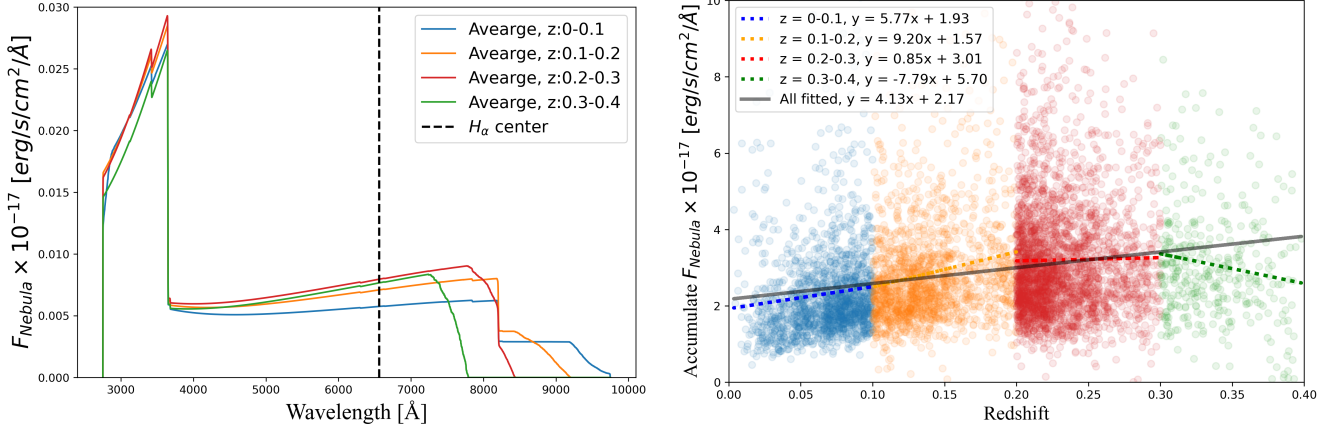 F_Nebula × 10^-17 [erg/s/cm^2/Å]
0.030
0.025
0.020
0.015
0.010
0.005
0.000
Avearge, z:0-0.1
Avearge, z:0.1-0.2
Avearge, z:0.2-0.3
Avearge, z:0.3-0.4
H_α center
3000 4000 5000 6000 7000 8000 9000 10000
Wavelength [Å]
Accumulate F_Nebula × 10^-17 [erg/s/cm^2/Å]
10
8
6
4
2
0
z = 0-0.1, y = 5.77x + 1.93
z = 0.1-0.2, y = 9.20x + 1.57
z = 0.2-0.3, y = 0.85x + 3.01
z = 0.3-0.4, y = -7.79x + 5.70
All fitted, y = 4.13x + 2.17
0.00 0.05 0.10 0.15 0.20 0.25 0.30 0.35 0.40
Redshift